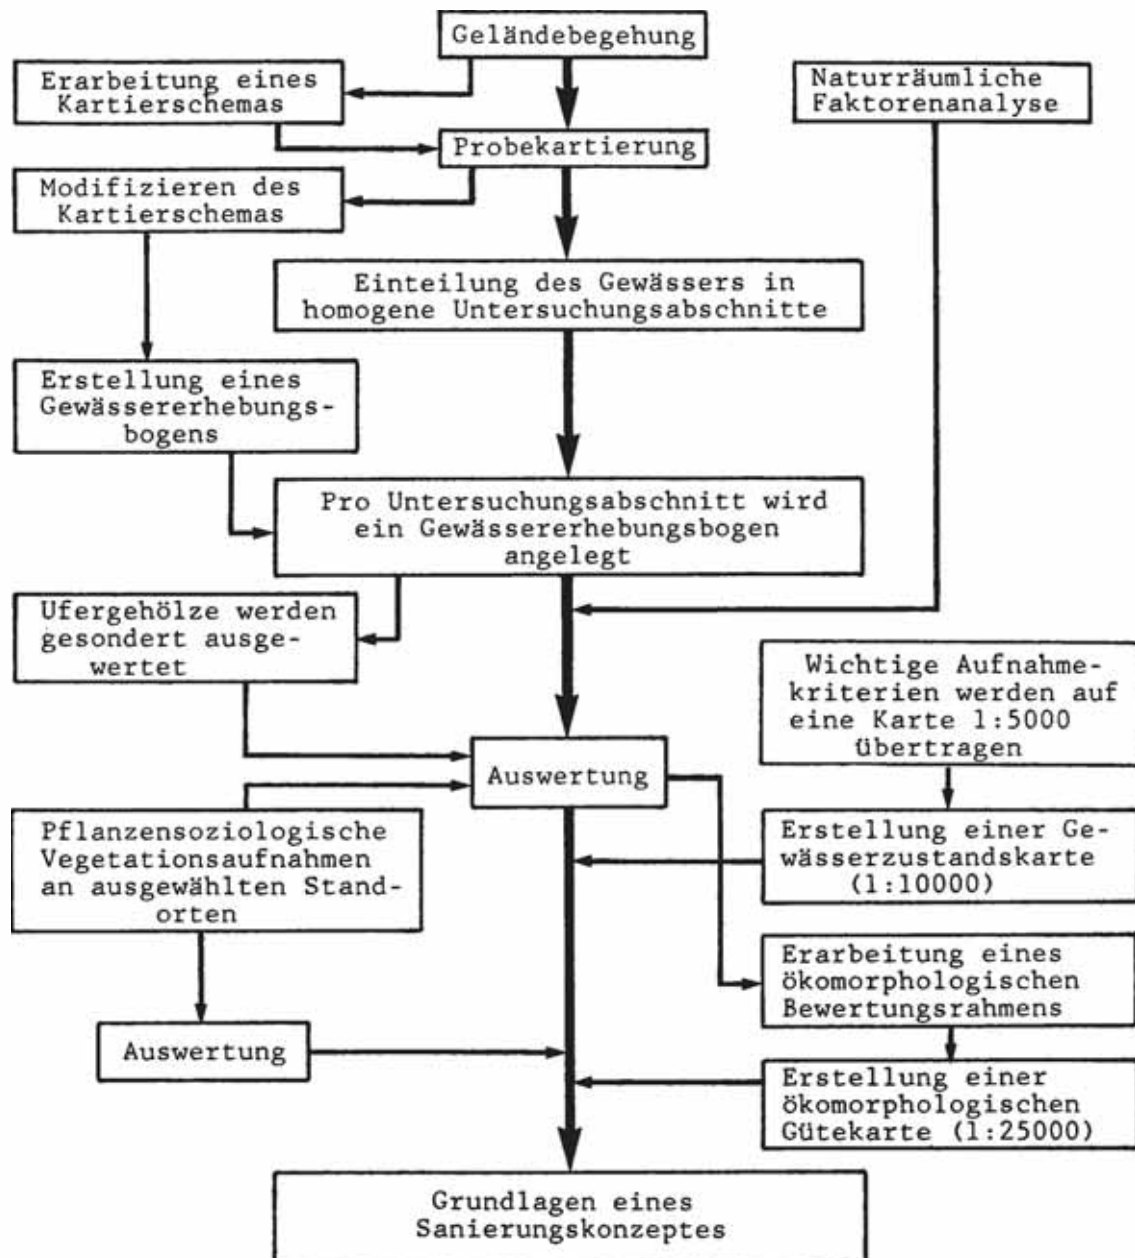 Geländebegehung
Erarbeitung eines
Kartierschemas
Naturräumliche
Faktorenanalyse
Probekartierung
Modifizieren des
Kartierschemas
Einteilung des Gewässers in
homogene Untersuchungsabschnitte
Erstellung eines
Gewässererhebungs-
bogens
Pro Untersuchungsabschnitt wird
ein Gewässererhebungsbogen
angelegt
Ufergehölze werden
gesondert ausge-
wertet
Wichtige Aufnahme-
kriterien werden auf
eine Karte 1:5000
übertragen
Auswertung
Pflanzensoziologische
Vegetationsaufnahmen
an ausgewählten Stand-
orten
Erstellung einer Ge-
wässerzustandskarte
(1:10000)
Erarbeitung eines
ökomorphologischen
Bewertungsrahmens
Auswertung
Erstellung einer
ökomorphologischen
Gütekarte (1:25000)
Grundlagen eines
Sanierungskonzeptes